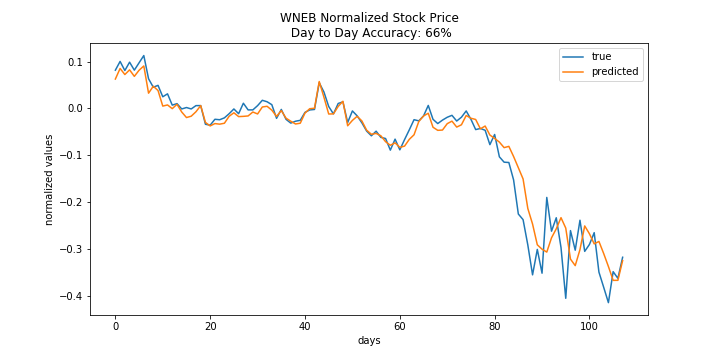 WNEB Normalized Stock Price
Day to Day Accuracy: 66%
true
predicted
0.1
0.0
−0.1
−0.2
−0.3
−0.4
normalized values
0 20 40 60 80 100
days